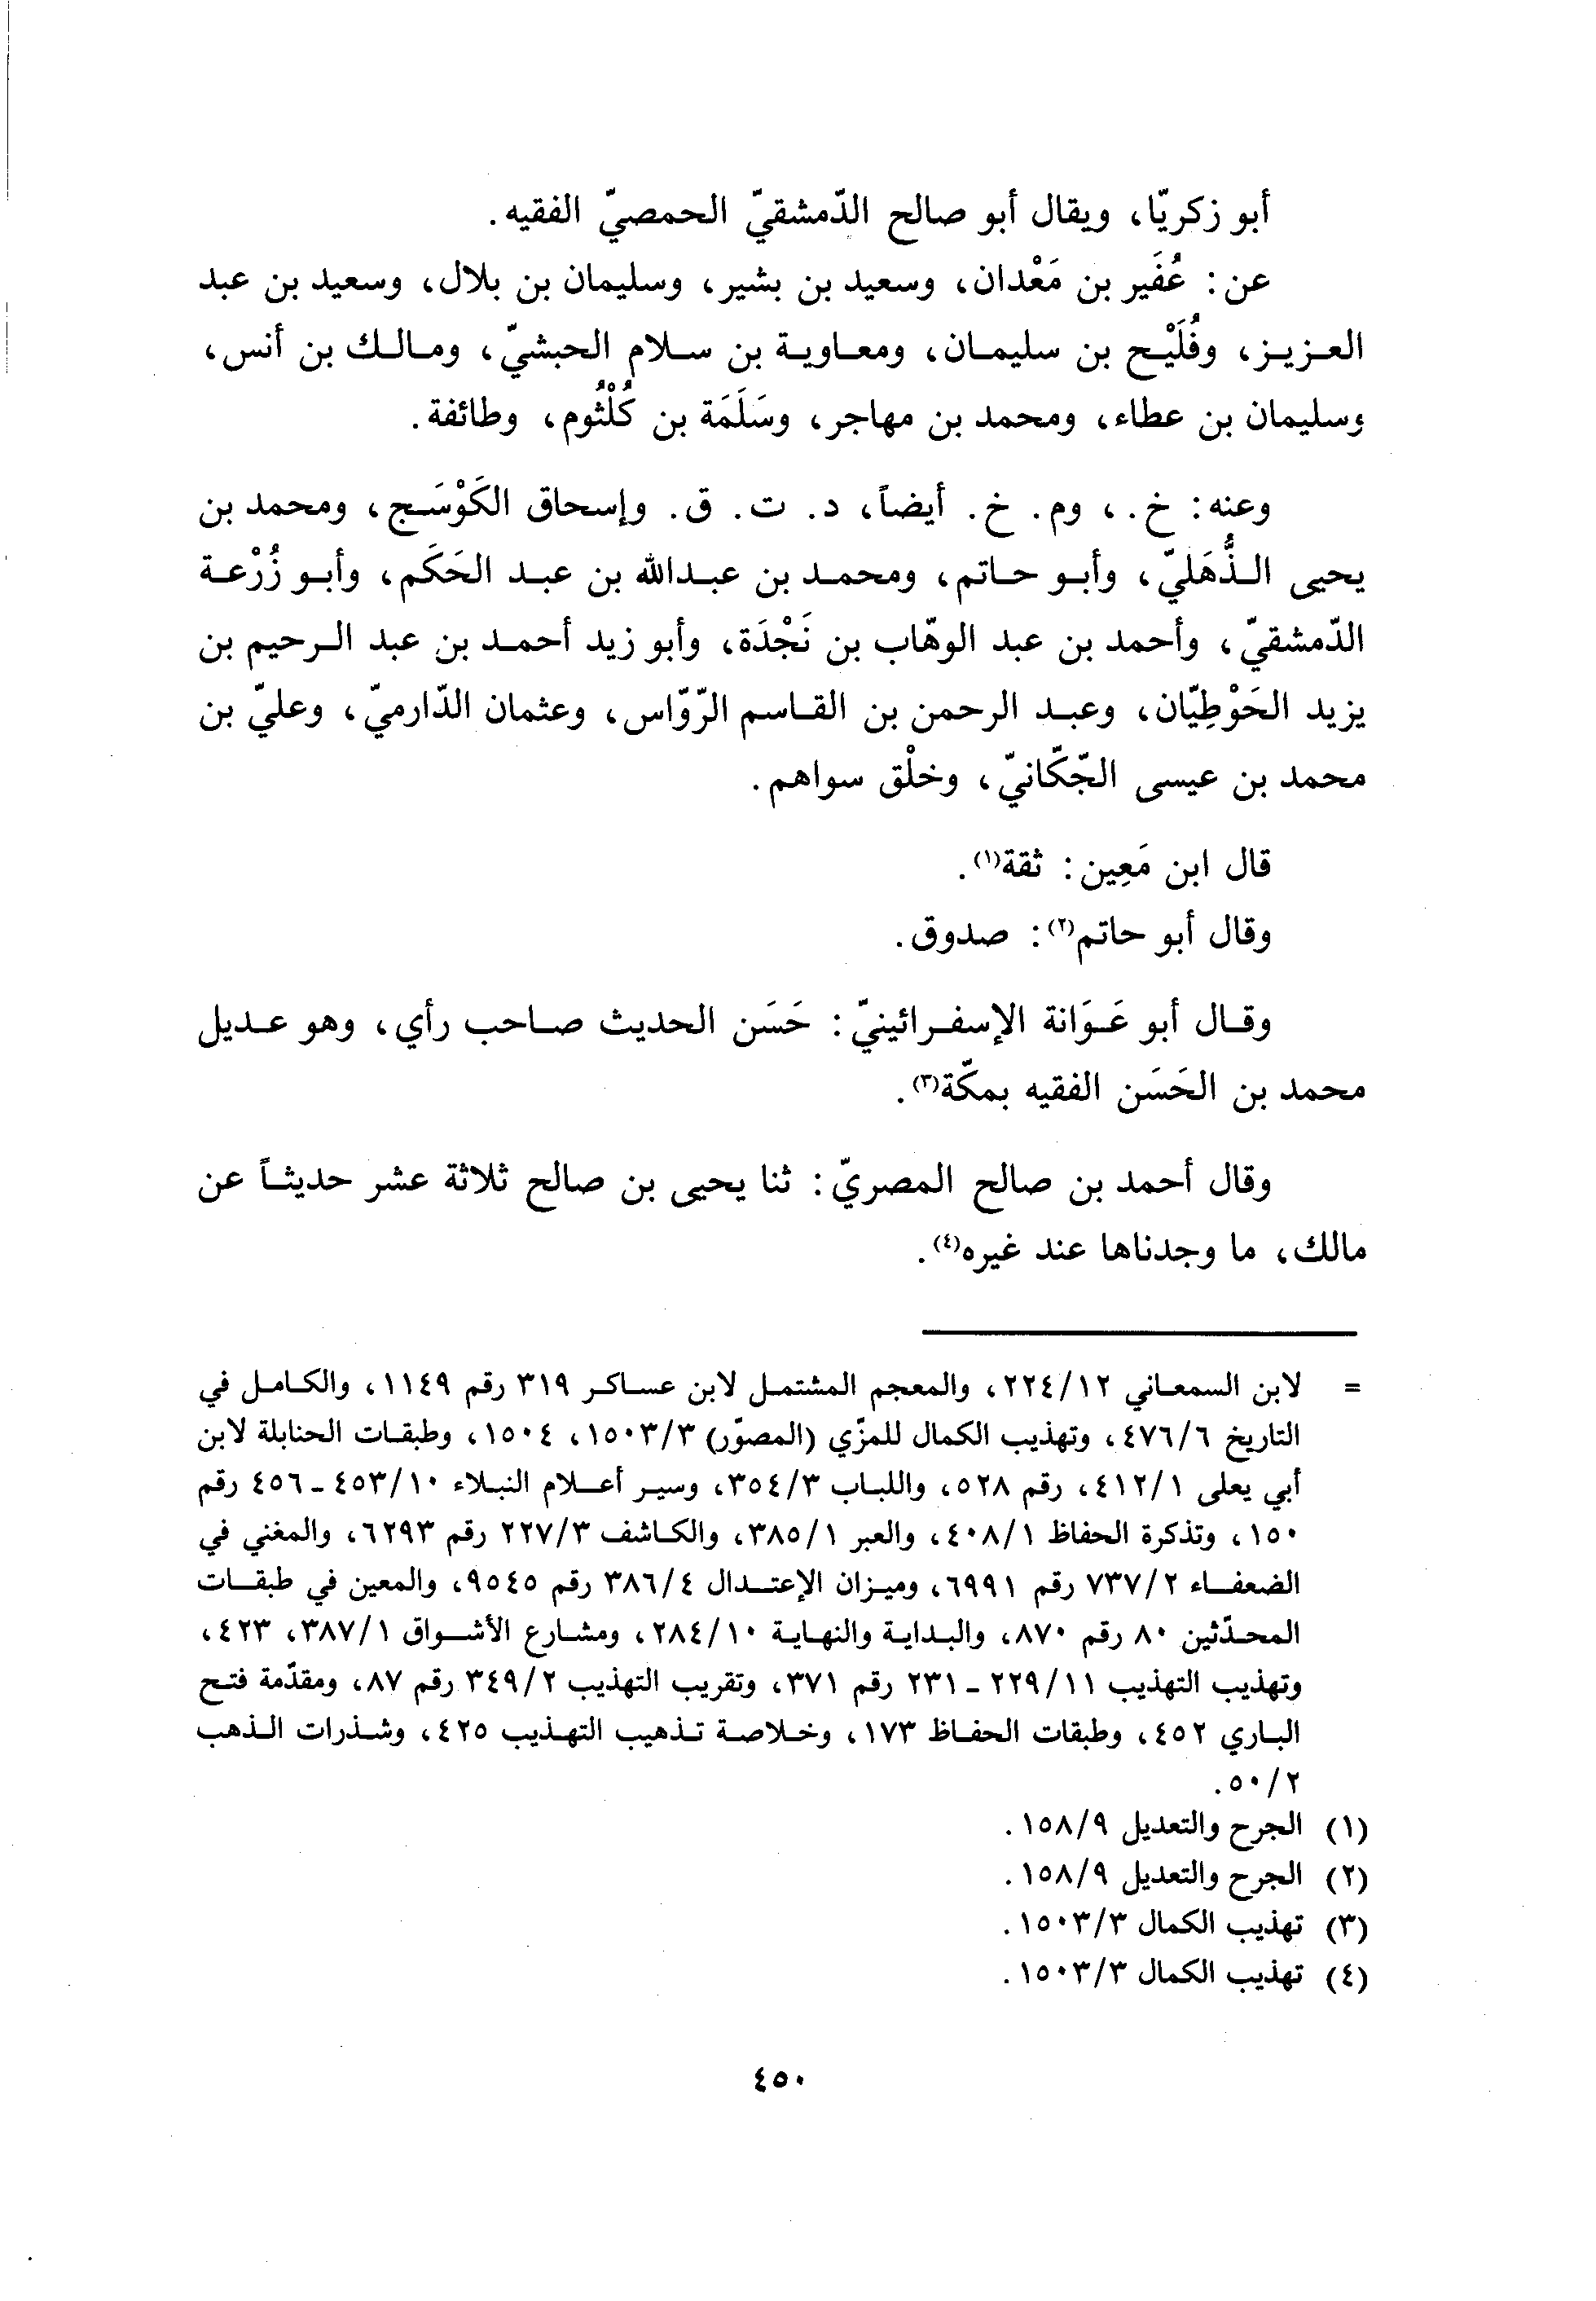 أبو زكريّا، ويقال أبو صالح الدّمشقيّ الحمصيّ الفقيه.
عن: عُفَير بن مَعْدان، وسعيد بن بشير، وسليمان بن بلال، وسعيد بن عبد
العزيز، وفُلَيْح بن سليمان، ومعاوية بن سلام الحبشيّ، ومالك بن أنس،
وسليمان بن عطاء، ومحمد بن مهاجر، وسَلَمَة بن كُلْثُوم، وطائفة.
وعنه: خ. ، وم. خ. أيضاً، د. ت. ق. وإسحاق الكَوْسَج، ومحمد بن
يحيى الذُّهَليّ، وأبو حاتم، ومحمد بن عبدالله بن عبد الحَكَم، وأبو زُرْعة
الدّمشقيّ، وأحمد بن عبد الوهّاب بن نَجْدَة، وأبو زيد أحمد بن عبد الرحيم بن
يزيد الحَوْطِيّان، وعبد الرحمن بن القاسم الرّوّاس، وعثمان الدّارميّ، وعليّ بن
محمد بن عيسى الجّكّانيّ، وخلْق سواهم.
قال ابن مَعِين: ثقة(١).
وقال أبو حاتم(٢): صدوق.
وقال أبو عَوَانة الإسفرائينيّ: حَسَن الحديث صاحب رأي، وهو عديل
محمد بن الحَسَن الفقيه بمكّة(٣).
وقال أحمد بن صالح المصريّ: ثنا يحيى بن صالح ثلاثة عشر حديثاً عن
مالك، ما وجدناها عند غيره(٤).
= لابن السمعاني ٢٢٤/١٢، والمعجم المشتمل لابن عساكر ٣١٩ رقم ١١٤٩، والكامل في
التاريخ ٤٧٦/٦، وتهذيب الكمال للمزّي (المصوّر) ١٥٠٣/٣، ١٥٠٤، وطبقات الحنابلة لابن
أبي يعلى ٤١٢/١، رقم ٥٢٨، واللباب ٣٥٤/٣، وسير أعلام النبلاء ٤٥٣/١٠ - ٤٥٦ رقم
١٥٠، وتذكرة الحفاظ ٤٠٨/١، والعبر ٣٨٥/١، والكاشف ٢٢٧/٣ رقم ٦٢٩٣، والمغني في
الضعفاء ٧٣٧/٢ رقم ٦٩٩١، وميزان الإعتدال ٣٨٦/٤ رقم ٩٥٤٥، والمعين في طبقات
المحدّثين ٨٠ رقم ٨٧٠، والبداية والنهاية ٢٨٤/١٠، ومشارع الأشواق ٣٨٧/١، ٤٢٣،
وتهذيب التهذيب ٢٢٩/١١ - ٢٣١ رقم ٣٧١، وتقريب التهذيب ٣٤٩/٢ رقم ٨٧، ومقدّمة فتح
الباري ٤٥٢، وطبقات الحفاظ ١٧٣، وخلاصة تذهيب التهذيب ٤٢٥، وشذرات الذهب
٥٠/٢.
(١) الجرح والتعديل ١٥٨/٩.
(٢) الجرح والتعديل ١٥٨/٩.
(٣) تهذيب الكمال ١٥٠٣/٣.
(٤) تهذيب الكمال ١٥٠٣/٣.
٤٥٠